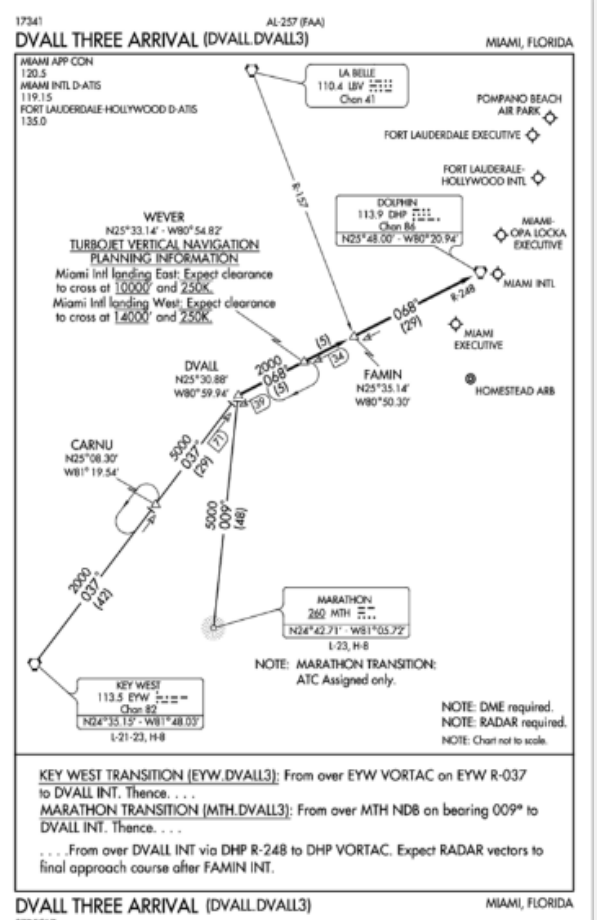 17341
AL-257 (FAA)
DVALL THREE ARRIVAL (DVALL.DVALL3)
MIAMI, FLORIDA
MIAMI APP CON
120.5
MIAMI INTL D-ATIS
119.15
FORT LAUDERDALE-HOLLYWOOD D-ATIS
135.0
LA BELLE
110.4 LBV
Chan 41
POMPANO BEACH
AIR PARK
FORT LAUDERDALE EXECUTIVE
FORT LAUDERALE-
HOLLYWOOD INTL
R-157
DOLPHIN
113.9 DHP
Chan 86
N25°48.00' - W80°20.94'
MIAMI-
OPA LOCKA
EXECUTIVE
WEVER
N25°33.14' - W80°54.82'
TURBOJET VERTICAL NAVIGATION
PLANNING INFORMATION
Miami Intl landing East: Expect clearance
to cross at 10000' and 250K.
Miami Intl landing West: Expect clearance
to cross at 14000' and 250K.
MIAMI INTL
R-248
068°
(29)
MIAMI
EXECUTIVE
(5)
34
DVALL
N25°30.88'
W80°59.94'
2000
068°
(5)
39
FAMIN
N25°35.14'
W80°50.30'
HOMESTEAD ARB
71
CARNU
N25°08.30'
W81°19.54'
5000
037°
(29)
5000
009°
(48)
2000
037°
(42)
MARATHON
260 MTH
N24°42.71' - W81°05.72'
L-23, H-8
NOTE: MARATHON TRANSITION:
ATC Assigned only.
KEY WEST
113.5 EYW
Chan 82
N24°35.15' - W81°48.03'
L-21-23, H-8
NOTE: DME required.
NOTE: RADAR required.
NOTE: Chart not to scale.
KEY WEST TRANSITION (EYW.DVALL3): From over EYW VORTAC on EYW R-037
to DVALL INT. Thence. . . .
MARATHON TRANSITION (MTH.DVALL3): From over MTH NDB on bearing 009° to
DVALL INT. Thence. . . .
. . . .From over DVALL INT via DHP R-248 to DHP VORTAC. Expect RADAR vectors to
final approach course after FAMIN INT.
DVALL THREE ARRIVAL (DVALL.DVALL3)
MIAMI, FLORIDA